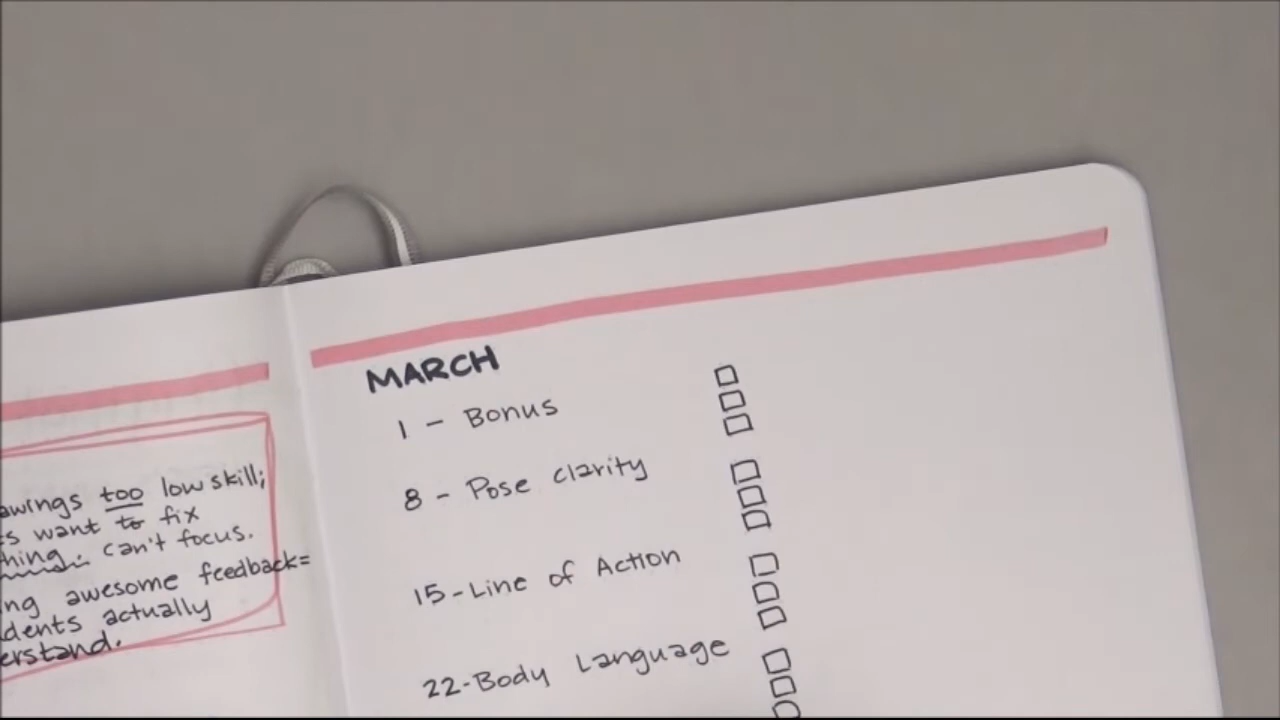 awings too low skill;
s want to fix
hing ∴ can't focus.
ng awesome feedback=
dents actually
erstand.
MARCH
1 - Bonus
8 - Pose clarity
15-Line of Action
22-Body Language